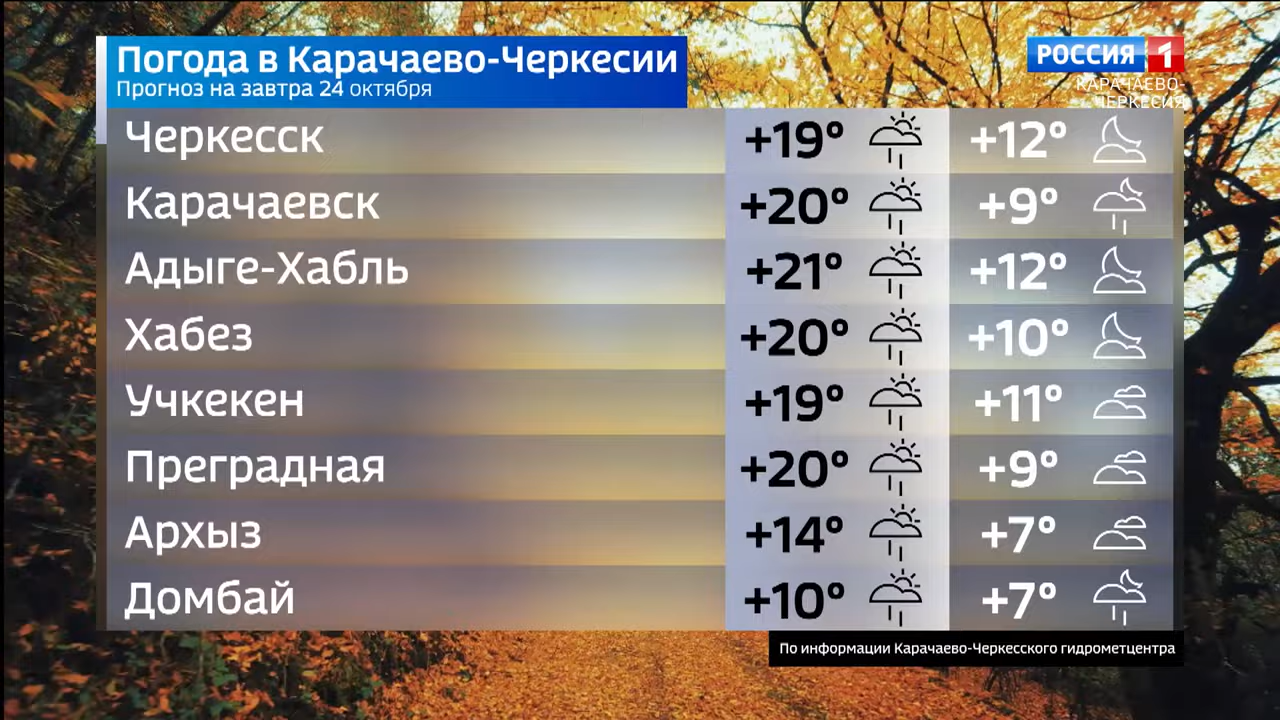 Погода в Карачаево-Черкесии
Прогноз на завтра 24 октября
РОССИЯ 1
КАРАЧАЕВО-
ЧЕРКЕСИЯ
Черкесск +19° +12°
Карачаевск +20° +9°
Адыге-Хабль +21° +12°
Хабез +20° +10°
Учкекен +19° +11°
Преградная +20° +9°
Архыз +14° +7°
Домбай +10° +7°
По информации Карачаево-Черкесского гидрометцентра